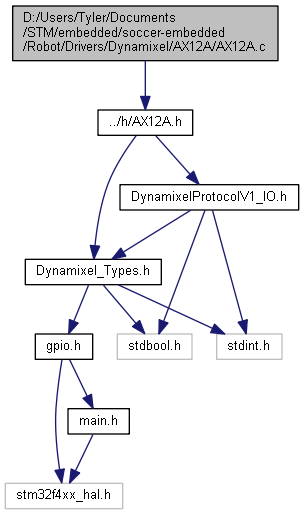 D:/Users/Tyler/Documents
/STM/embedded/soccer-embedded
/Robot/Drivers/Dynamixel/AX12A/AX12A.c
../h/AX12A.h
DynamixelProtocolV1_IO.h
Dynamixel_Types.h
gpio.h
stdbool.h
stdint.h
main.h
stm32f4xx_hal.h